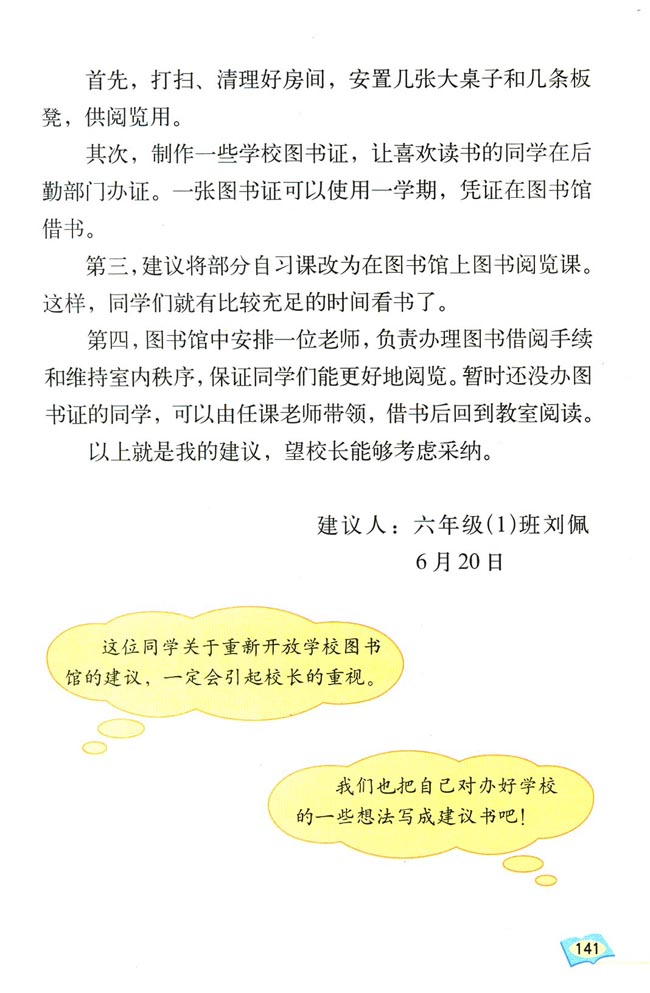 首先，打扫、清理好房间，安置几张大桌子和几条板
凳，供阅览用。
其次，制作一些学校图书证，让喜欢读书的同学在后
勤部门办证。一张图书证可以使用一学期，凭证在图书馆
借书。
第三，建议将部分自习课改为在图书馆上图书阅览课。
这样，同学们就有比较充足的时间看书了。
第四，图书馆中安排一位老师，负责办理图书借阅手续
和维持室内秩序，保证同学们能更好地阅览。暂时还没办图
书证的同学，可以由任课老师带领，借书后回到教室阅读。
以上就是我的建议，望校长能够考虑采纳。
建议人：六年级(1)班刘佩
6月20日
这位同学关于重新开放学校图书
馆的建议，一定会引起校长的重视。
我们也把自己对办好学校
的一些想法写成建议书吧！
141